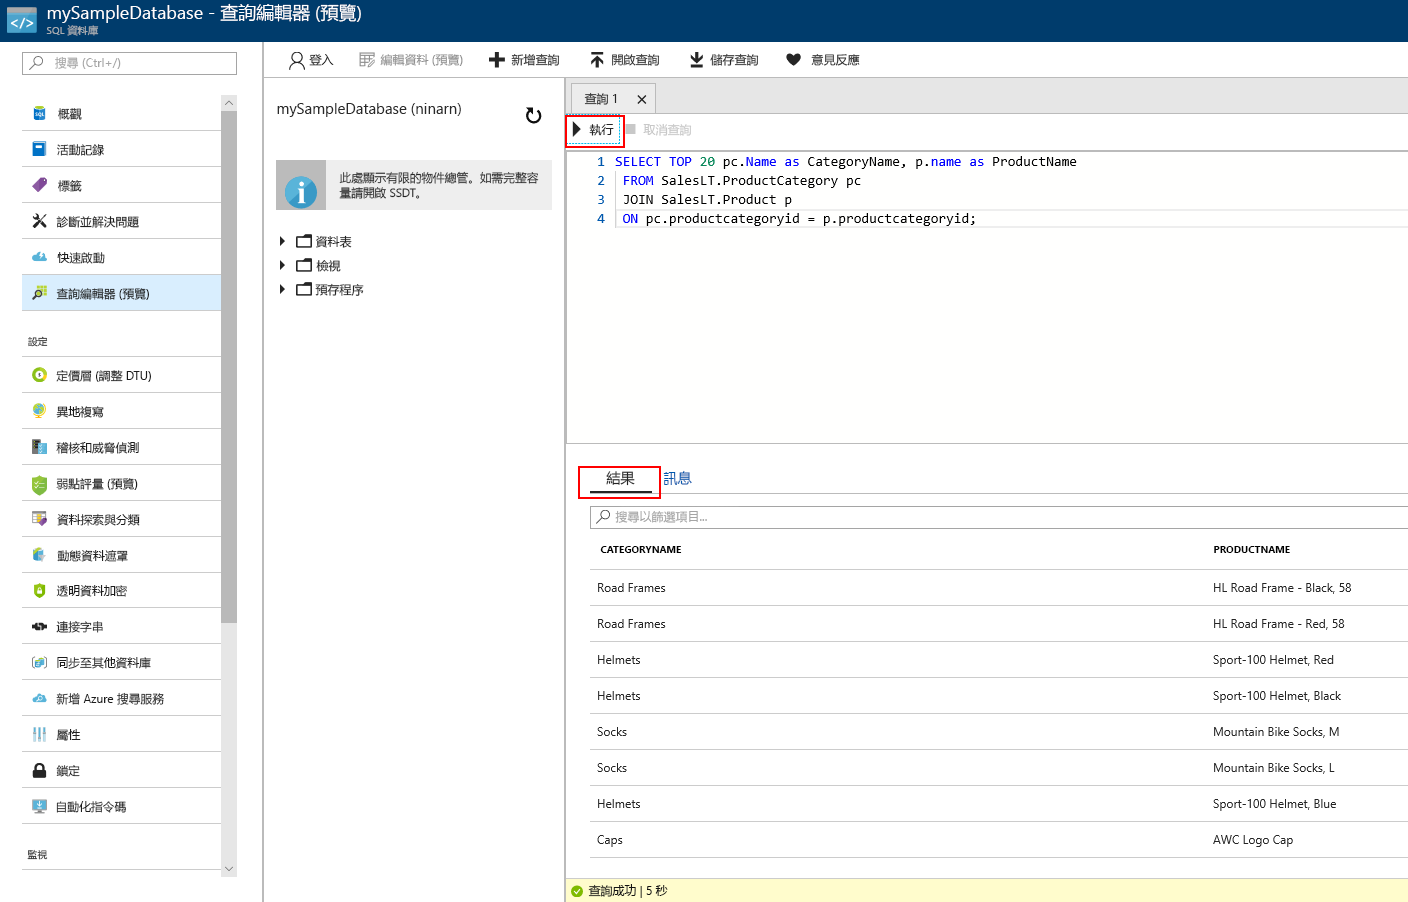 mySampleDatabase - 查詢編輯器 (預覽)
SQL 資料庫
搜尋 (Ctrl+/)
概觀
活動記錄
標籤
診斷並解決問題
快速啟動
查詢編輯器 (預覽)
設定
定價層 (調整 DTU)
異地複寫
稽核和威脅偵測
弱點評量 (預覽)
資料探索與分類
動態資料遮罩
透明資料加密
連接字串
同步至其他資料庫
新增 Azure 搜尋服務
屬性
鎖定
自動化指令碼
監視
登入 編輯資料 (預覽) 新增查詢 開啟查詢 儲存查詢 意見反應
mySampleDatabase (ninarn)
此處顯示有限的物件總管。如需完整容
量請開啟 SSDT。
資料表
檢視
預存程序
查詢 1
執行 取消查詢
1 SELECT TOP 20 pc.Name as CategoryName, p.name as ProductName
2 FROM SalesLT.ProductCategory pc
3 JOIN SalesLT.Product p
4 ON pc.productcategoryid = p.productcategoryid;
結果 訊息
搜尋以篩選項目...
CATEGORYNAME PRODUCTNAME
Road Frames HL Road Frame - Black, 58
Road Frames HL Road Frame - Red, 58
Helmets Sport-100 Helmet, Red
Helmets Sport-100 Helmet, Black
Socks Mountain Bike Socks, M
Socks Mountain Bike Socks, L
Helmets Sport-100 Helmet, Blue
Caps AWC Logo Cap
查詢成功 | 5 秒